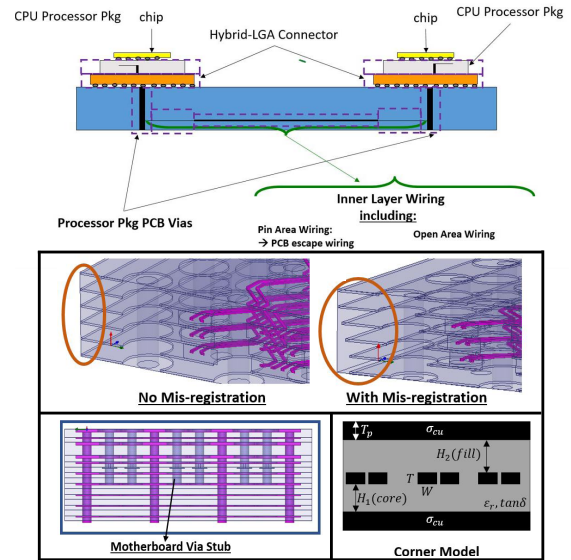 CPU Processor Pkg
chip
Hybrid-LGA Connector
chip
CPU Processor Pkg
Processor Pkg PCB Vias
Inner Layer Wiring
including:
Pin Area Wiring:
→ PCB escape wiring
Open Area Wiring
No Mis-registration
With Mis-registration
Motherboard Via Stub
T_p
σ_cu
H_2(fill)
T
W
H_1(core)
ε_r, tanδ
σ_cu
Corner Model